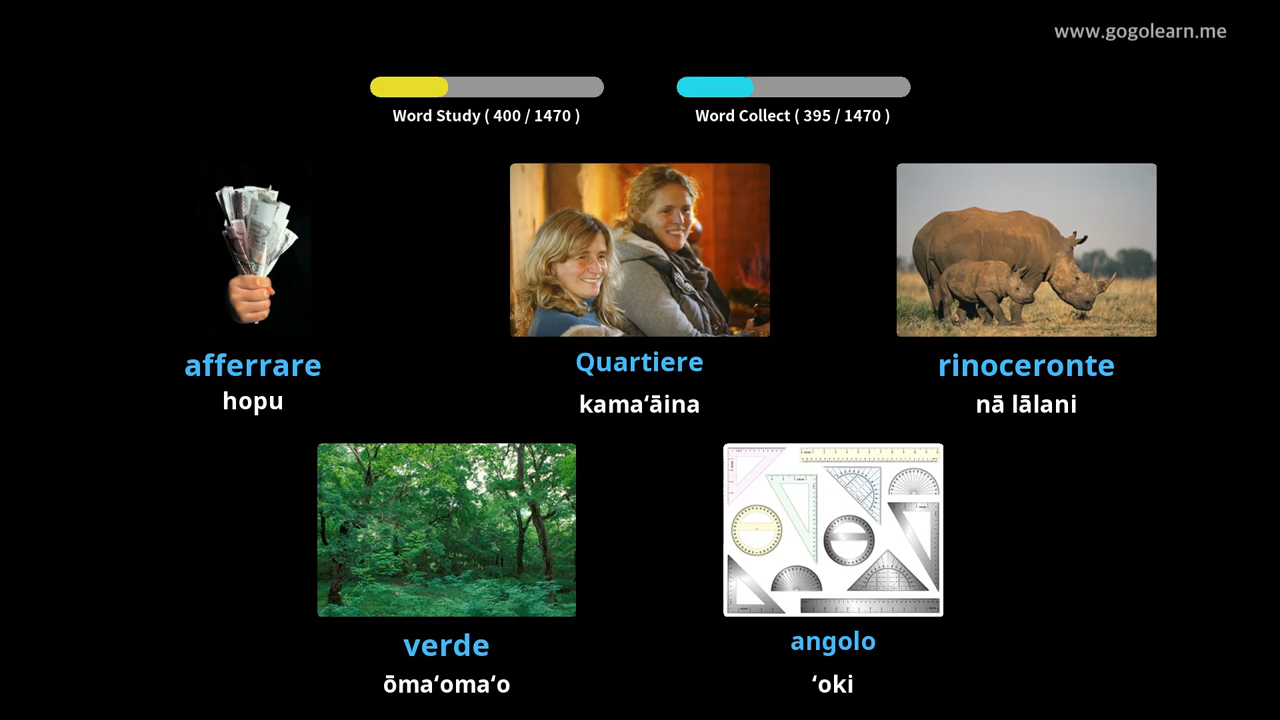 www.gogolearn.me
Word Study ( 400 / 1470 )
Word Collect ( 395 / 1470 )
afferrare
hopu
Quartiere
kamaʻāina
rinoceronte
nā lālani
verde
ōmaʻomaʻo
angolo
ʻoki